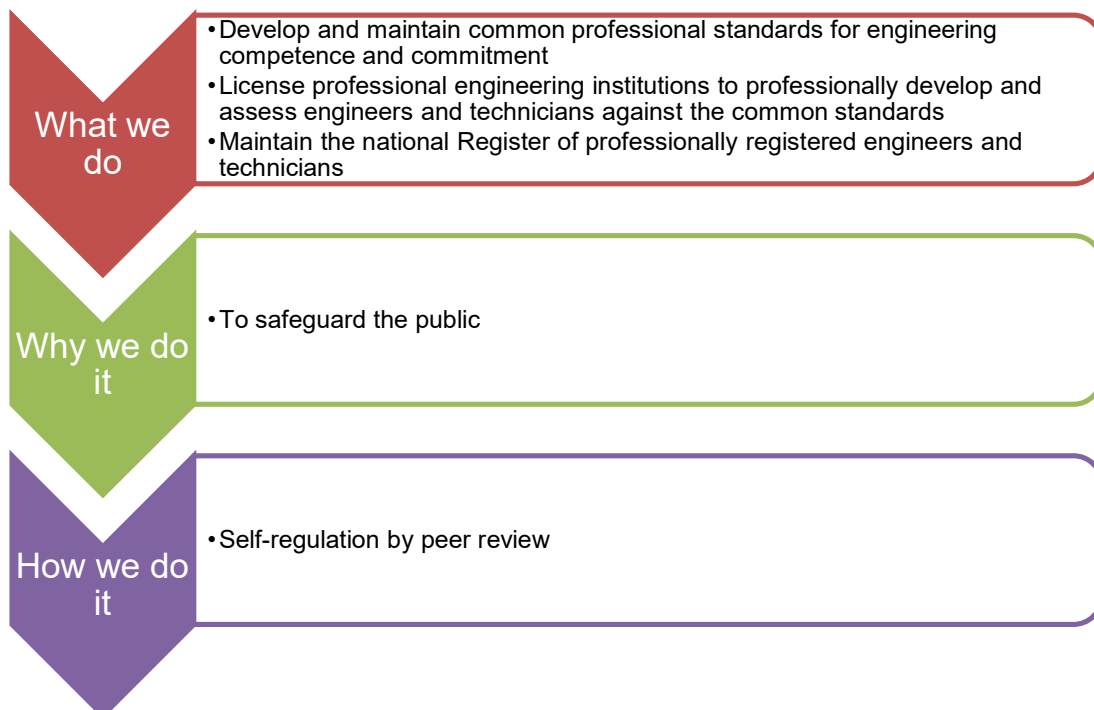 What we
do
•Develop and maintain common professional standards for engineering
competence and commitment
•License professional engineering institutions to professionally develop and
assess engineers and technicians against the common standards
•Maintain the national Register of professionally registered engineers and
technicians
Why we do
it
•To safeguard the public
How we do
it
•Self-regulation by peer review